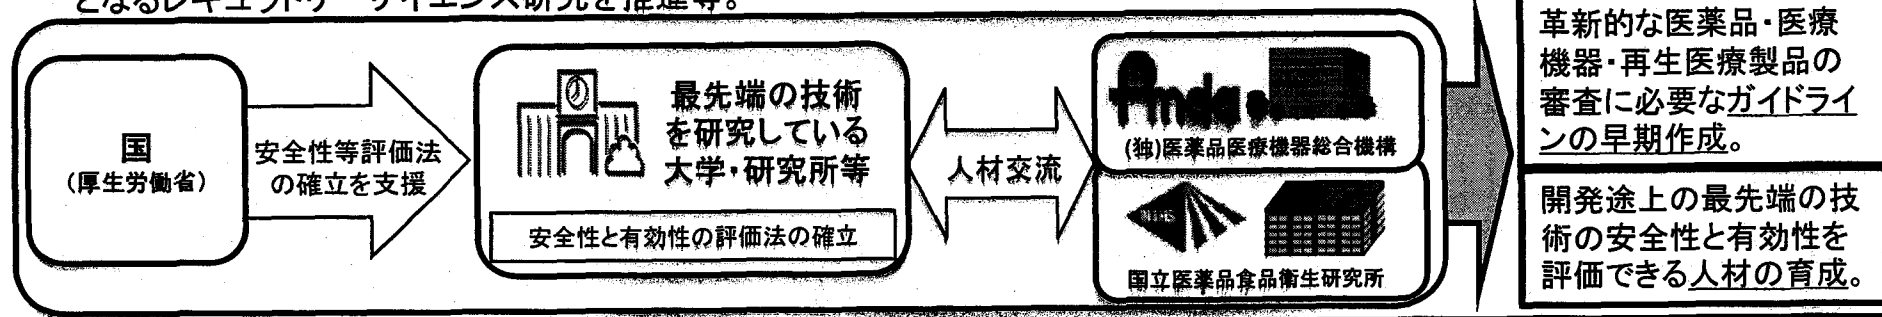 となるレギュラトリーサイエンス研究を推進等。
国
(厚生労働省)
安全性等評価法
の確立を支援
最先端の技術
を研究している
大学・研究所等
安全性と有効性の評価法の確立
人材交流
pmda
(独)医薬品医療機器総合機構
NIHS
国立医薬品食品衛生研究所
革新的な医薬品・医療
機器・再生医療製品の
審査に必要なガイドライ
ンの早期作成。
開発途上の最先端の技
術の安全性と有効性を
評価できる人材の育成。